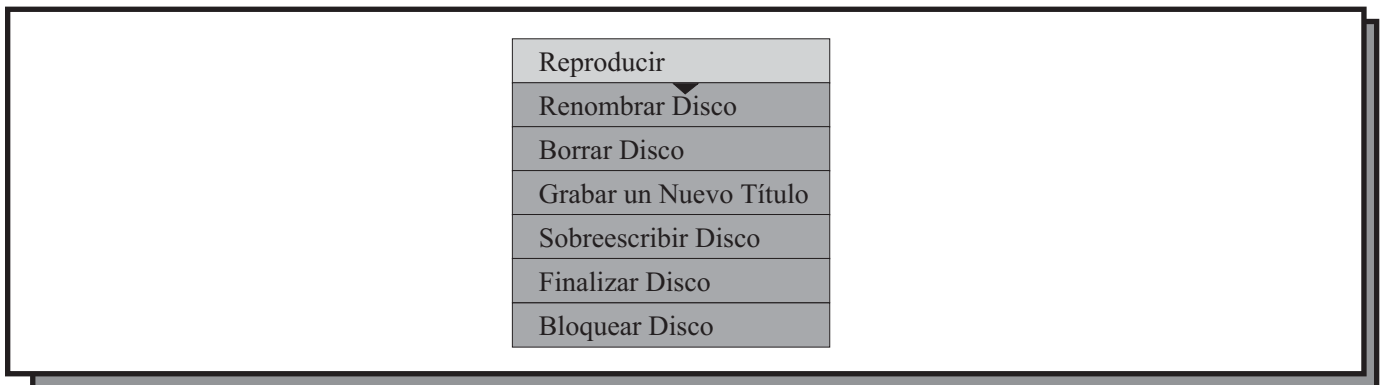 Reproducir
Renombrar Disco
Borrar Disco
Grabar un Nuevo Título
Sobreescribir Disco
Finalizar Disco
Bloquear Disco